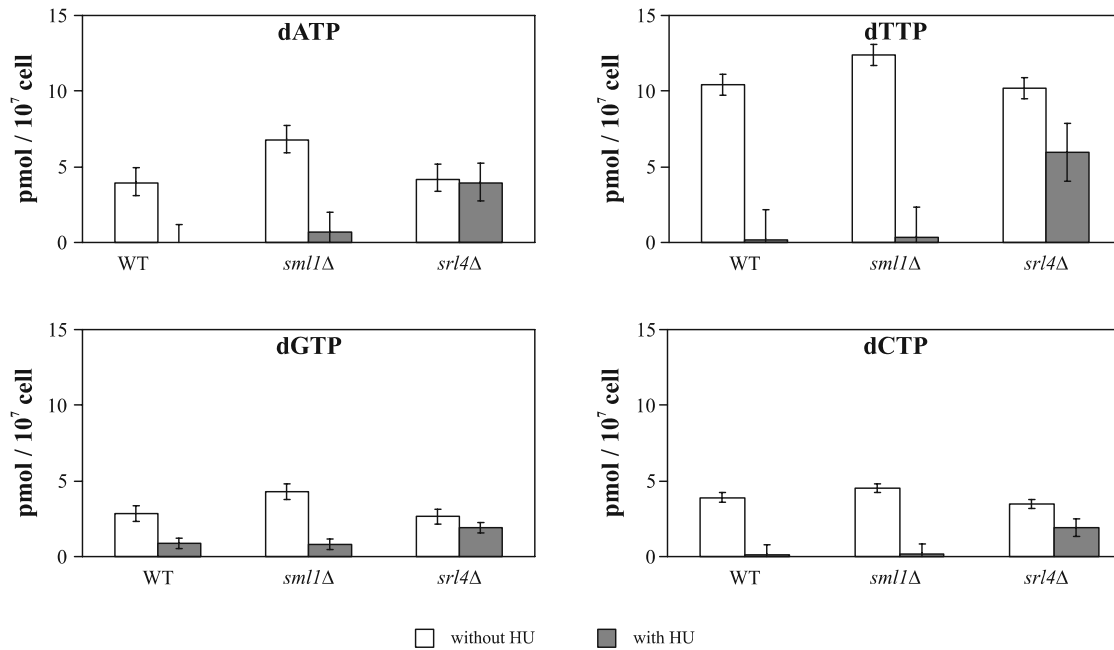 dATP
15
10
5
0
pmol / 10⁷ cell
WT
sml1Δ
srl4Δ
dTTP
15
10
5
0
pmol / 10⁷ cell
WT
sml1Δ
srl4Δ
dGTP
15
10
5
0
pmol / 10⁷ cell
WT
sml1Δ
srl4Δ
dCTP
15
10
5
0
pmol / 10⁷ cell
WT
sml1Δ
srl4Δ
without HU
with HU